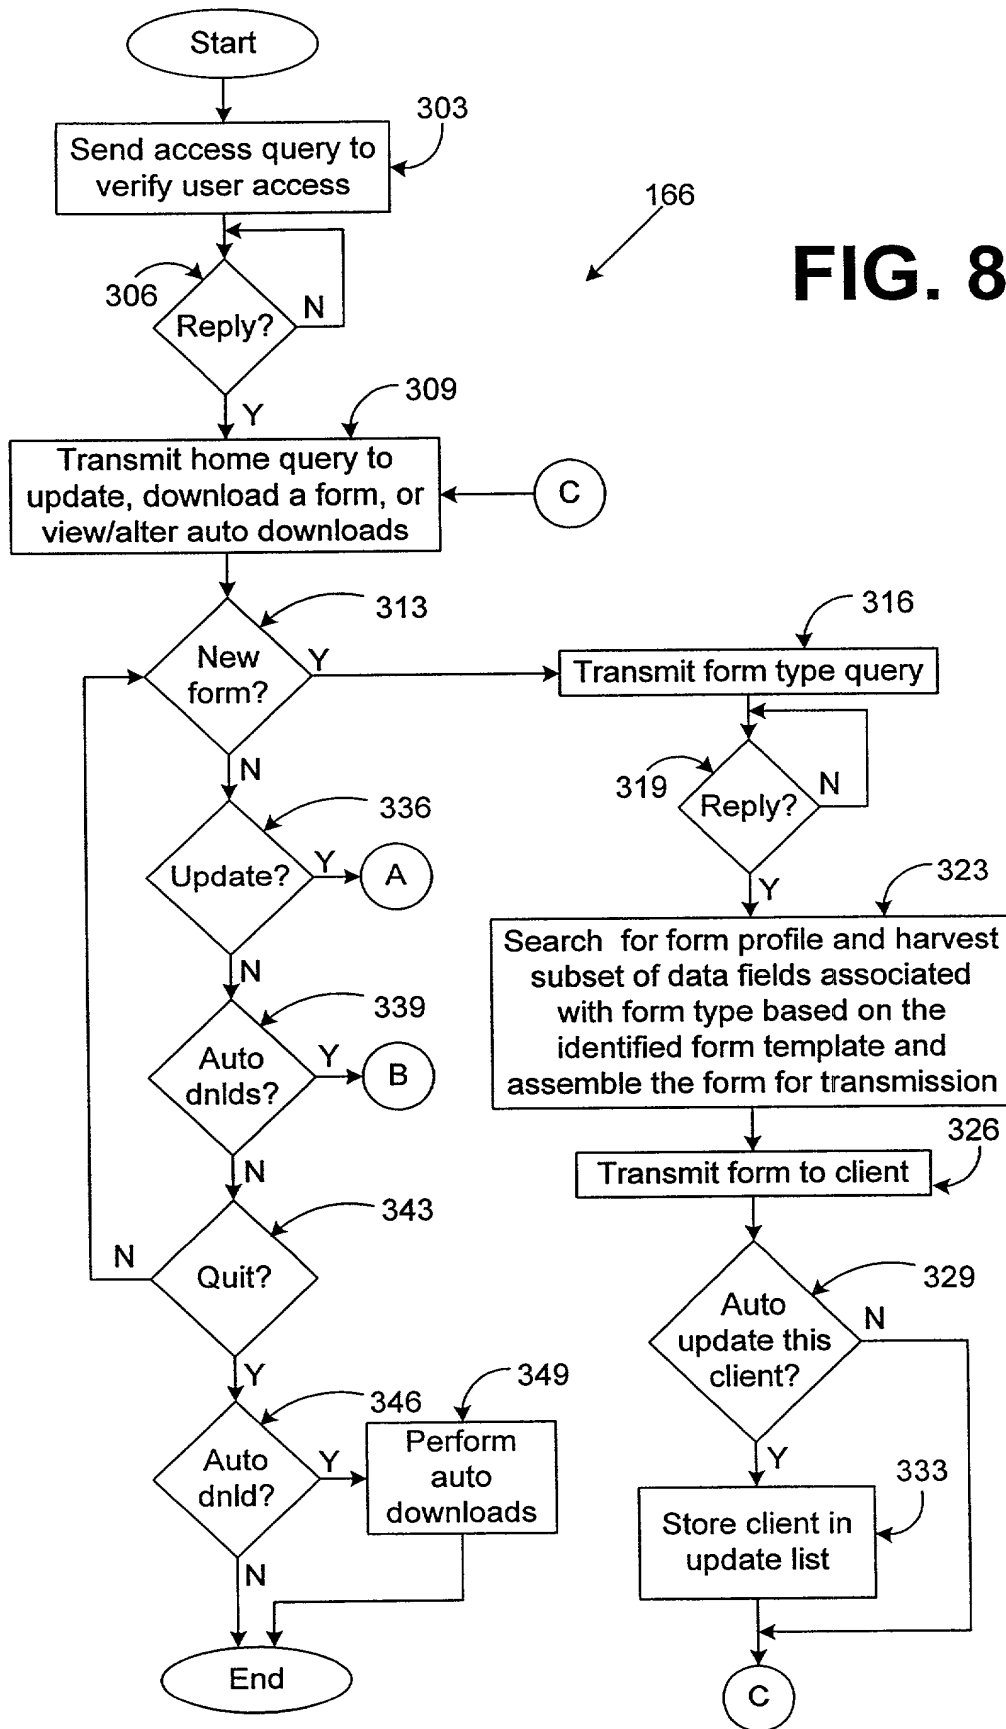 Start
303
Send access query to
verify user access
166
FIG. 8
306
Reply?
N
Y
309
Transmit home query to
update, download a form, or
view/alter auto downloads
C
313
New
form?
Y
N
316
Transmit form type query
319
Reply?
N
Y
336
Update?
Y
A
N
323
Search for form profile and harvest
subset of data fields associated
with form type based on the
identified form template and
assemble the form for transmission
339
Auto
dnlds?
Y
B
N
326
Transmit form to client
343
Quit?
N
Y
329
Auto
update this
client?
N
Y
346
Auto
dnld?
Y
N
349
Perform
auto
downloads
333
Store client in
update list
End
C